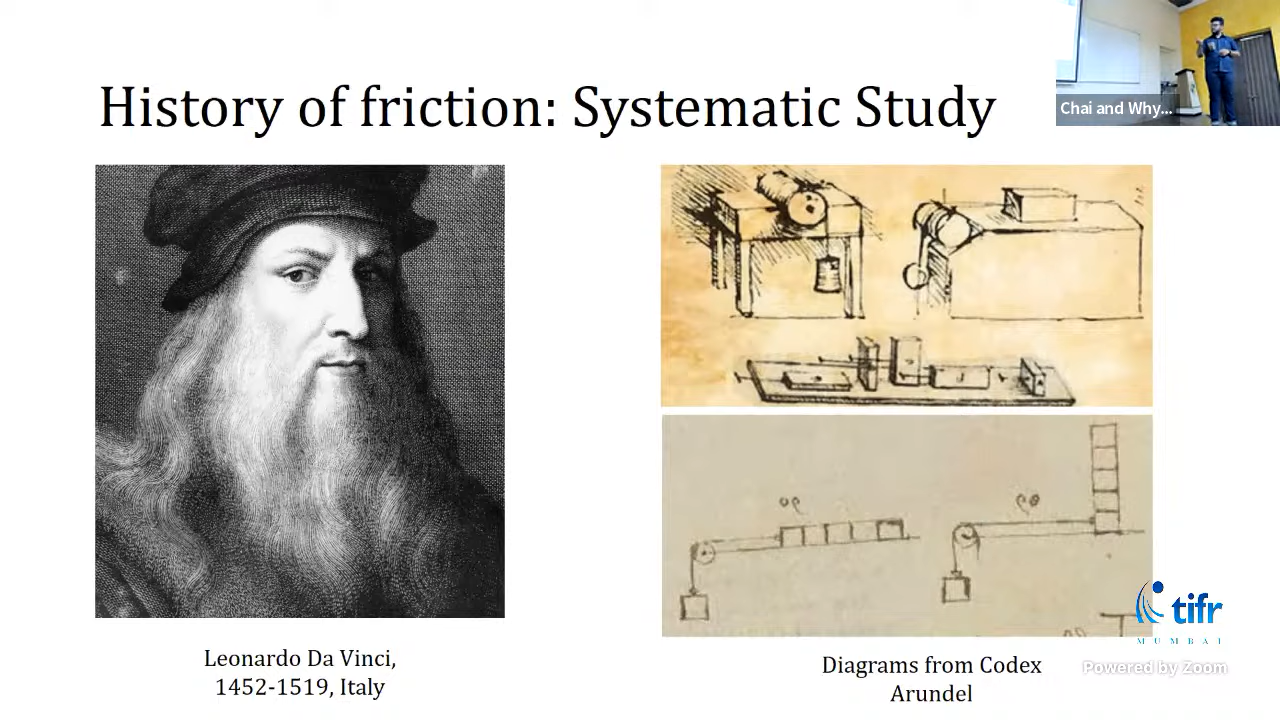 Chai and Why...
History of friction: Systematic Study
Leonardo Da Vinci,
1452-1519, Italy
Diagrams from Codex
Arundel
tifr
MUMBAI
Powered by Zoom